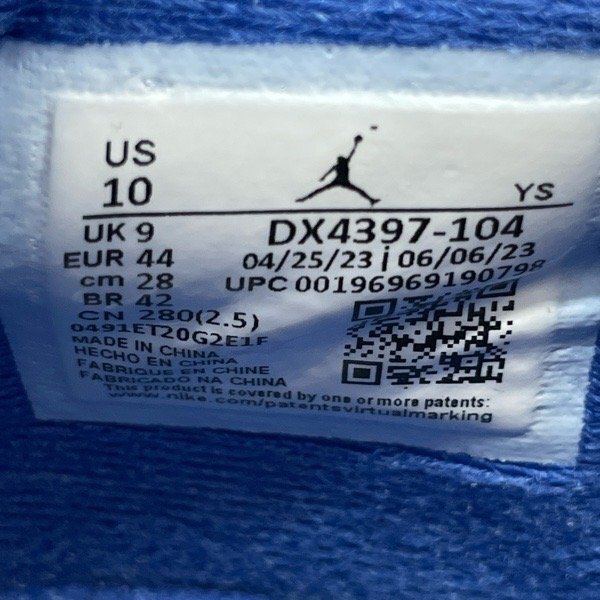 US
10
YS
UK 9
DX4397-104
EUR 44
04/25/23 | 06/06/23
cm 28
UPC 00196969190798
BR 42
CN 280(2.5)
0491ET20G2E1F
MADE IN CHINA
HECHO EN CHINA
FABRIQUE EN CHINE
FABRICADO NA CHINA
This product is covered by one or more patents:
www.nike.com/patentsvirtualmarking